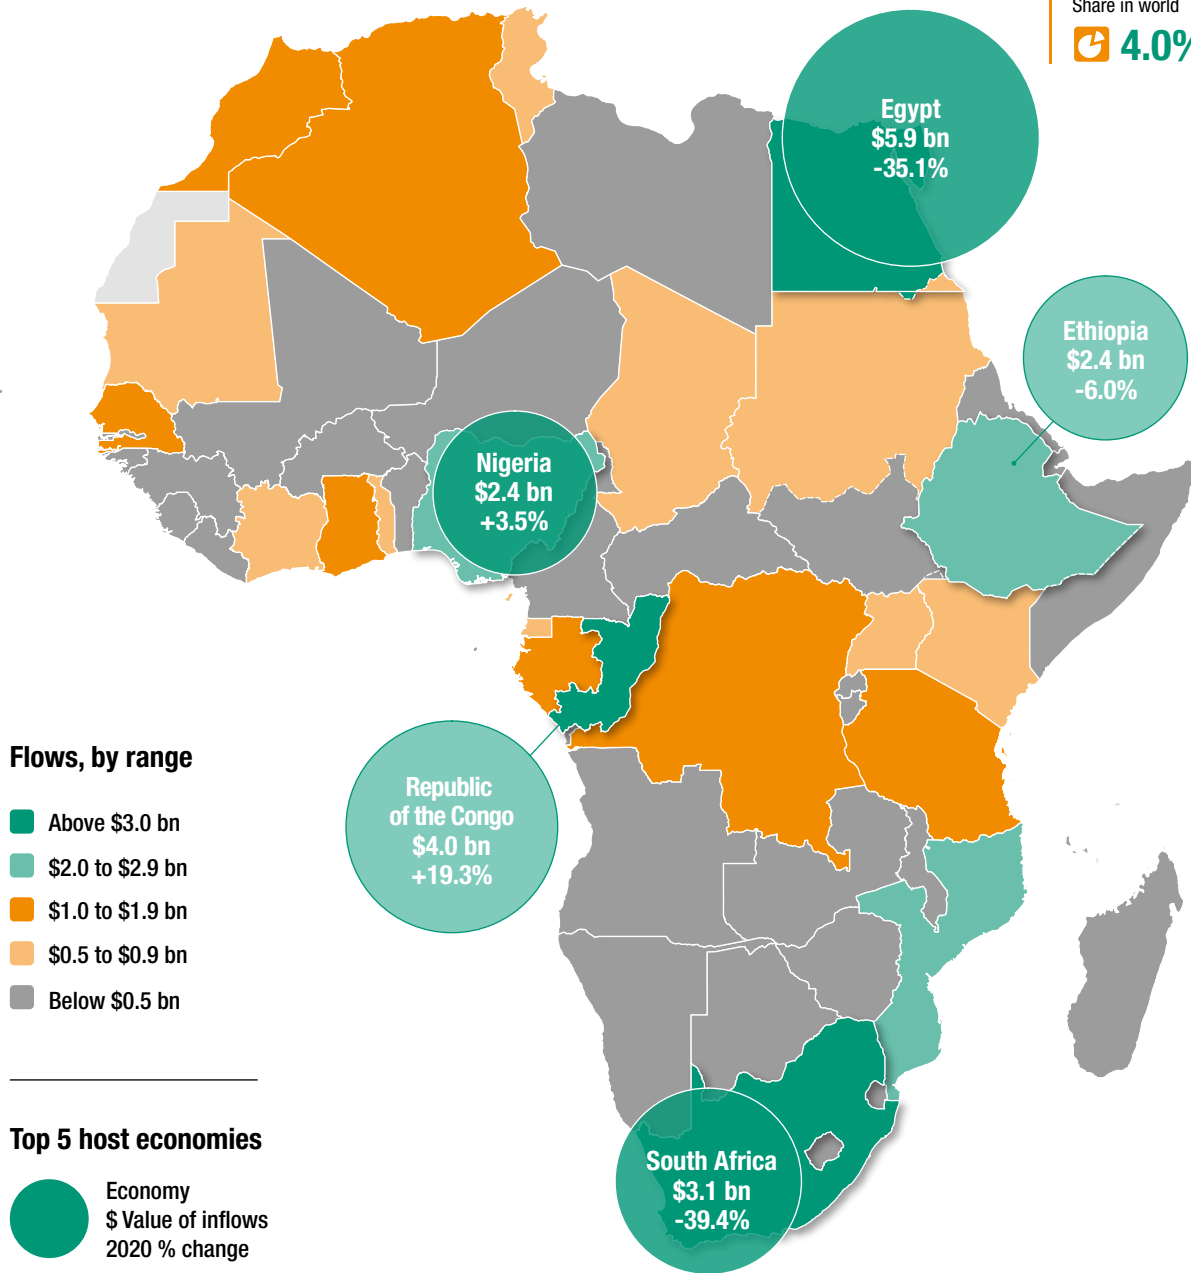 Share in world
4.0%
Egypt
$5.9 bn
-35.1%
Ethiopia
$2.4 bn
-6.0%
Nigeria
$2.4 bn
+3.5%
Republic
of the Congo
$4.0 bn
+19.3%
South Africa
$3.1 bn
-39.4%
Flows, by range
Above $3.0 bn
$2.0 to $2.9 bn
$1.0 to $1.9 bn
$0.5 to $0.9 bn
Below $0.5 bn
Top 5 host economies
Economy
$ Value of inflows
2020 % change